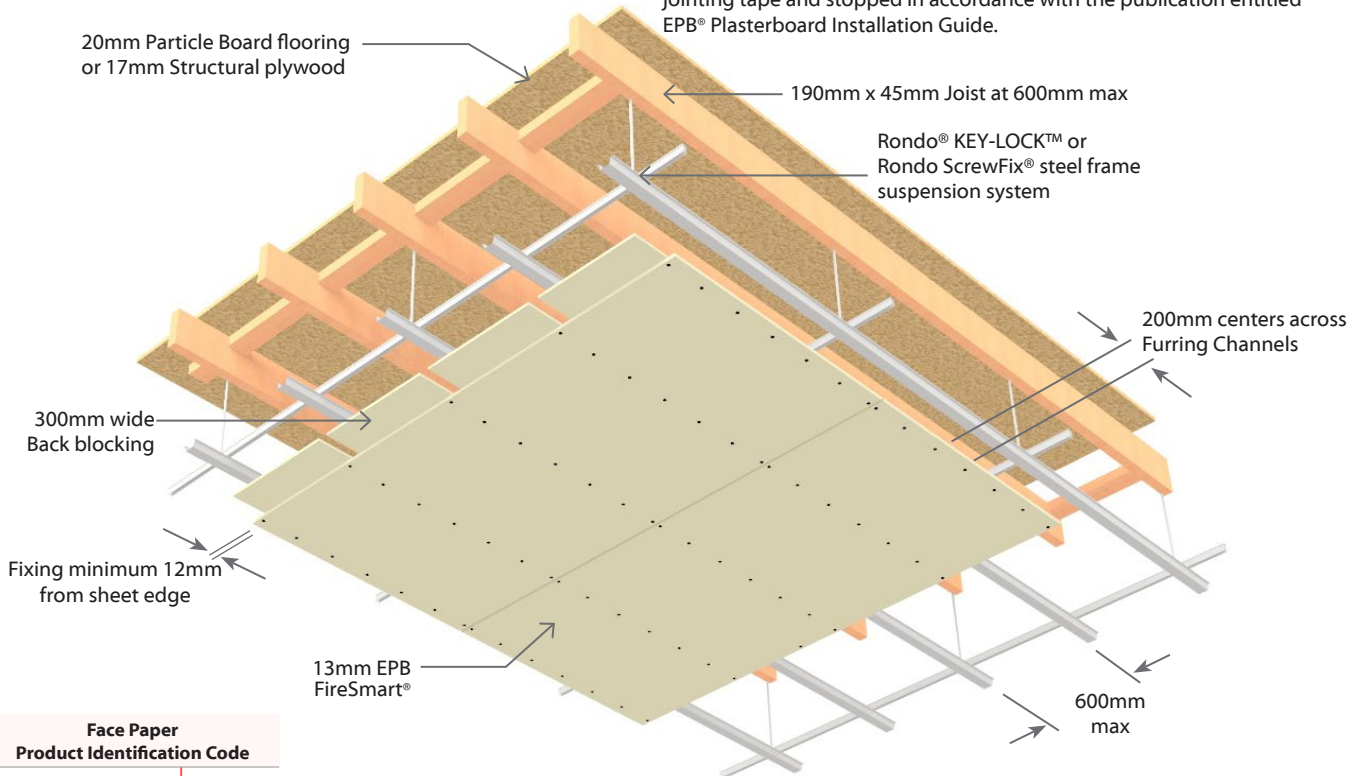 jointing tape and stopped in accordance with the publication entitled
EPB® Plasterboard Installation Guide.
20mm Particle Board flooring
or 17mm Structural plywood
190mm x 45mm Joist at 600mm max
Rondo® KEY-LOCK™ or
Rondo ScrewFix® steel frame
suspension system
200mm centers across
Furring Channels
300mm wide
Back blocking
Fixing minimum 12mm
from sheet edge
13mm EPB
FireSmart®
600mm
max
Face Paper
Product Identification Code